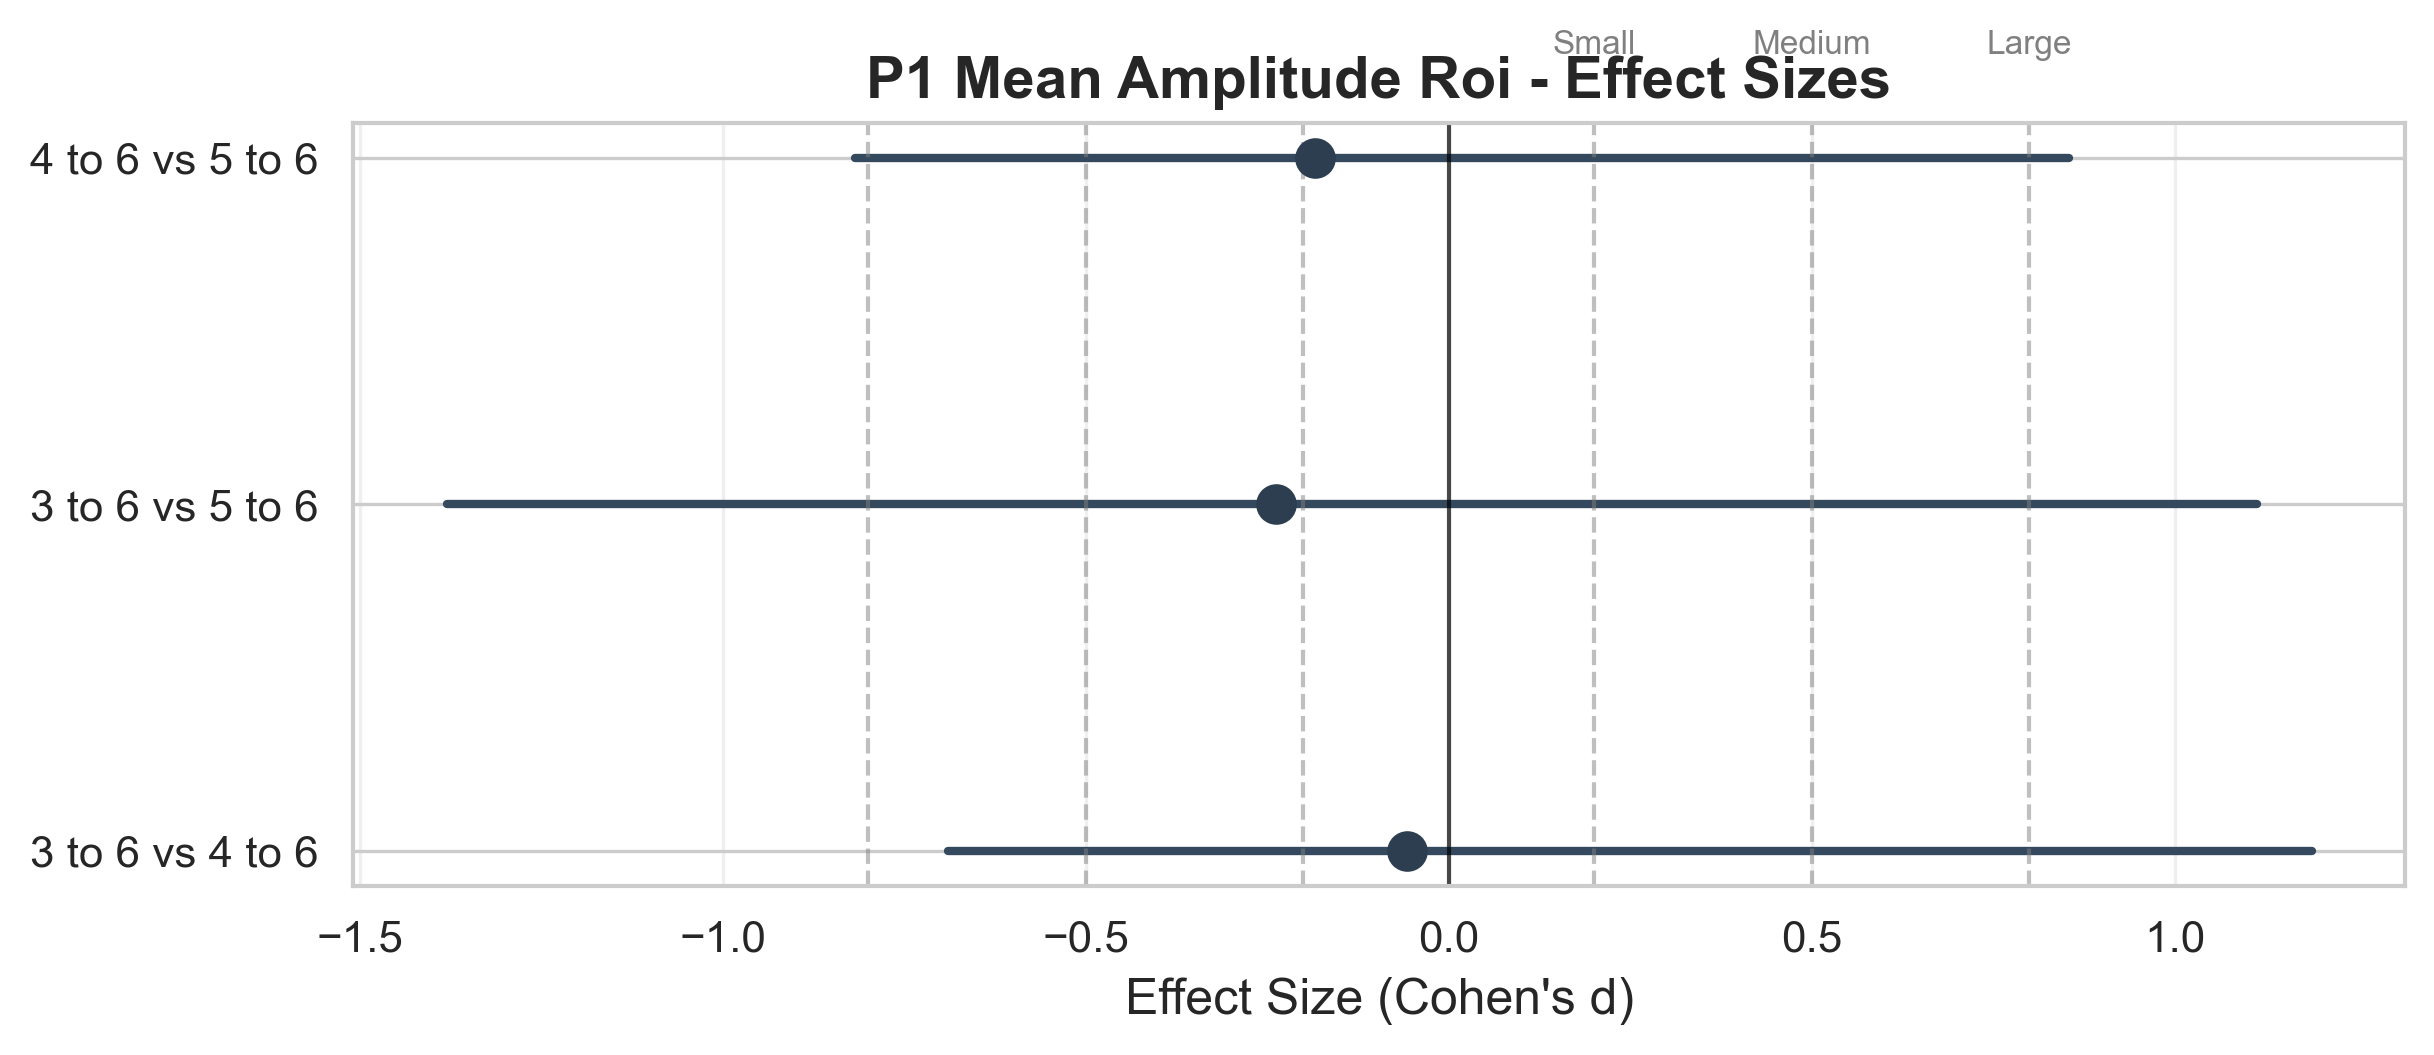 Small Medium Large
P1 Mean Amplitude Roi - Effect Sizes
4 to 6 vs 5 to 6
3 to 6 vs 5 to 6
3 to 6 vs 4 to 6
−1.5 −1.0 −0.5 0.0 0.5 1.0
Effect Size (Cohen's d)